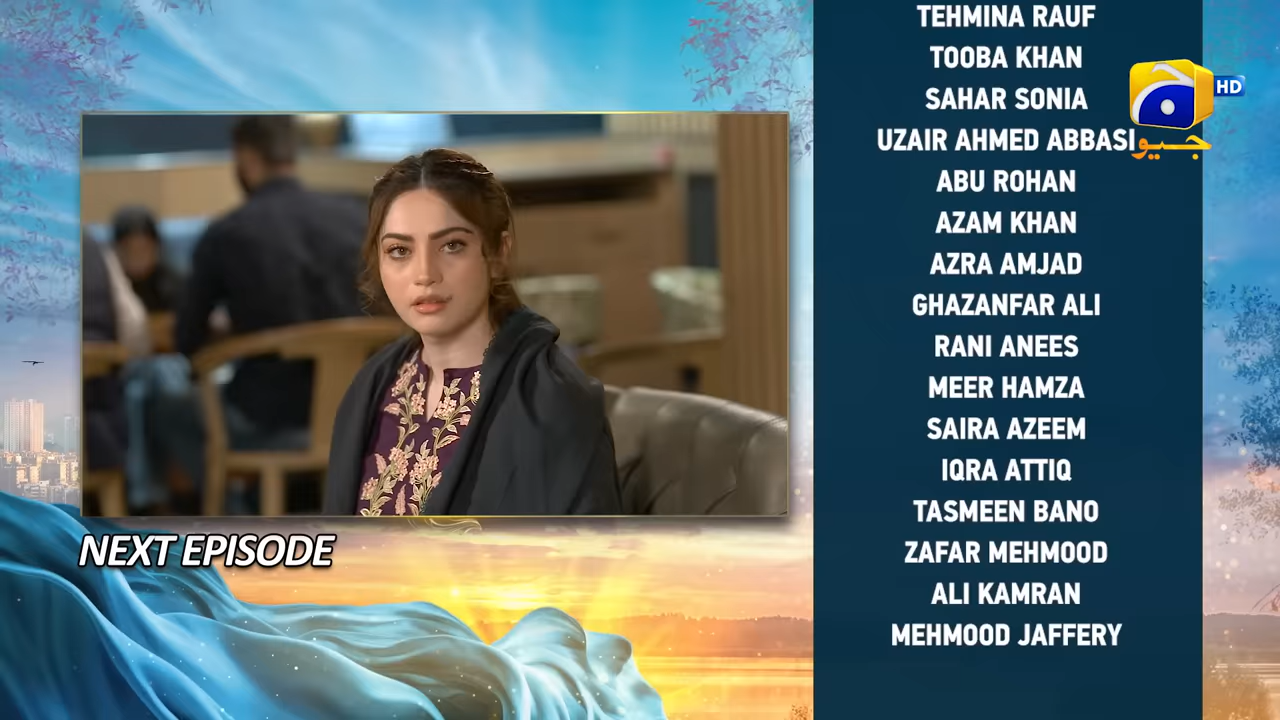 TEHMINA RAUF
TOOBA KHAN
SAHAR SONIA
UZAIR AHMED ABBASI
ABU ROHAN
AZAM KHAN
AZRA AMJAD
GHAZANFAR ALI
RANI ANEES
MEER HAMZA
SAIRA AZEEM
IQRA ATTIQ
TASMEEN BANO
ZAFAR MEHMOOD
ALI KAMRAN
MEHMOOD JAFFERY
HD
جیو
NEXT EPISODE